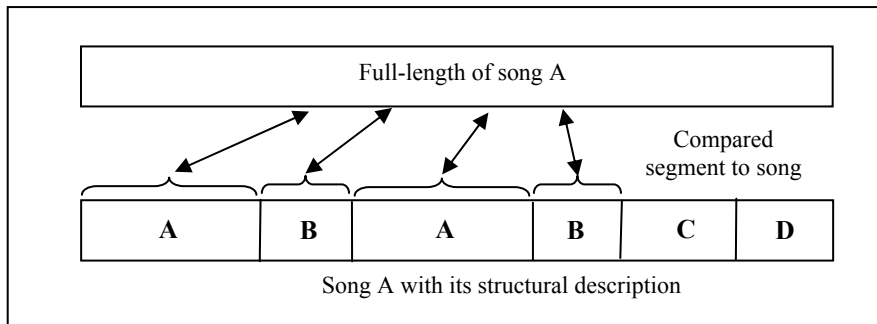 Full-length of song A
Compared
segment to song
A B A B C D
Song A with its structural description